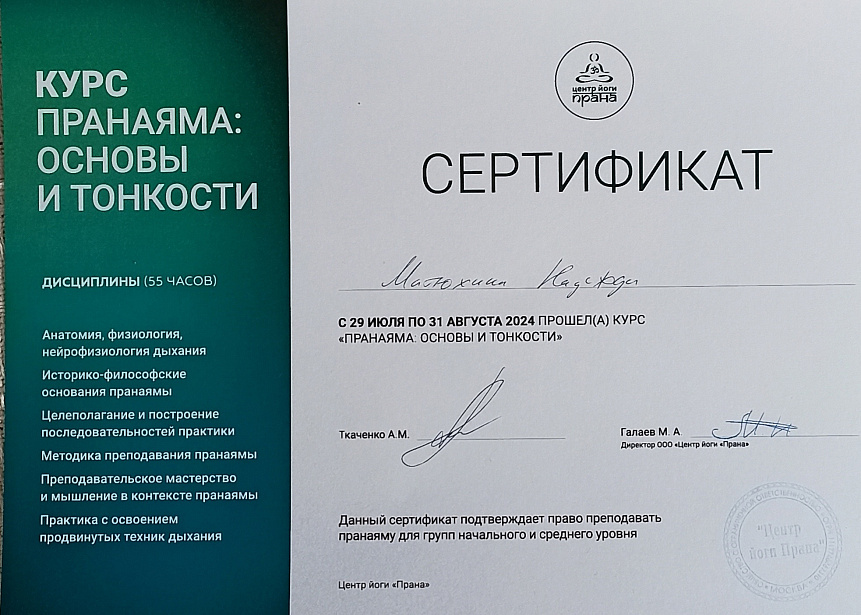 КУРС
ПРАНАЯМА:
ОСНОВЫ
И ТОНКОСТИ
ДИСЦИПЛИНЫ (55 ЧАСОВ)
Анатомия, физиология,
нейрофизиология дыхания
Историко-философские
основания пранаямы
Целеполагание и построение
последовательностей практики
Методика преподавания пранаямы
Преподавательское мастерство
и мышление в контексте пранаямы
Практика с освоением
продвинутых техник дыхания
центр йоги
прана
СЕРТИФИКАТ
С 29 ИЮЛЯ ПО 31 АВГУСТА 2024 ПРОШЕЛ(А) КУРС
«ПРАНАЯМА: ОСНОВЫ И ТОНКОСТИ»
Ткаченко А.М.
Галаев М. А.
Директор ООО «Центр йоги «Прана»
Данный сертификат подтверждает право преподавать
пранаяму для групп начального и среднего уровня
"Центр
йоги Прана"
МОСКВА
Центр йоги «Прана»